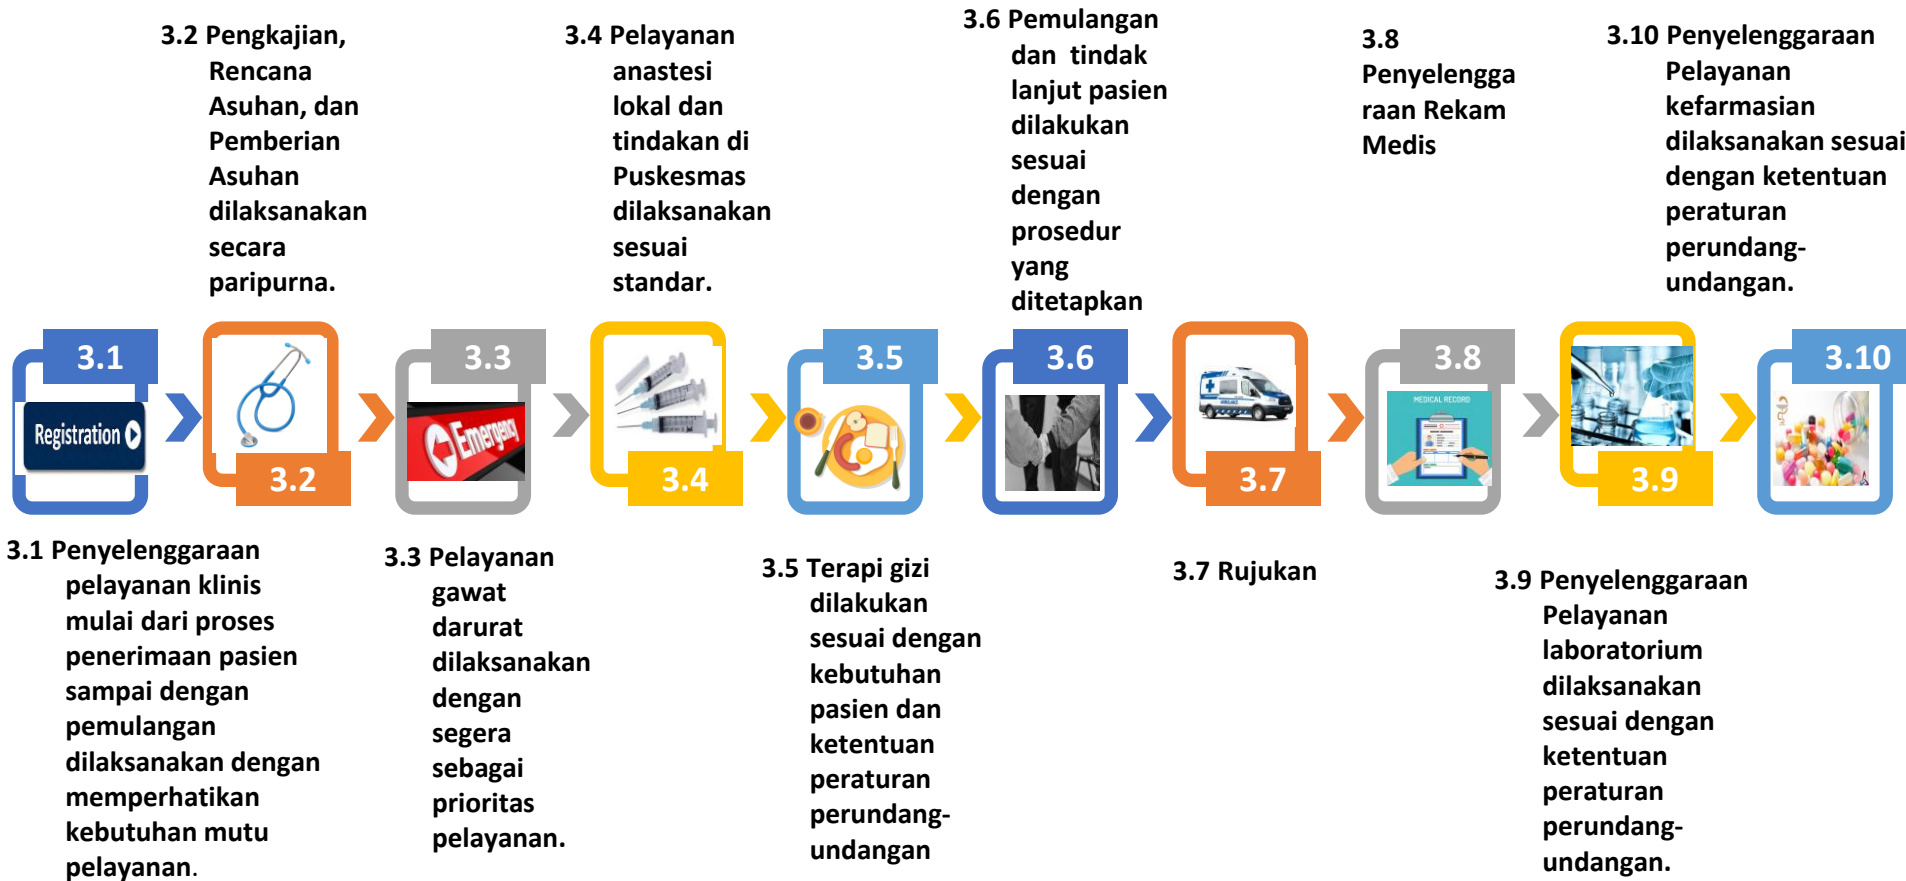 3.2 Pengkajian,
Rencana
Asuhan, dan
Pemberian
Asuhan
dilaksanakan
secara
paripurna.
3.4 Pelayanan
anastesi
lokal dan
tindakan di
Puskesmas
dilaksanakan
sesuai
standar.
3.6 Pemulangan
dan tindak
lanjut pasien
dilakukan
sesuai
dengan
prosedur
yang
ditetapkan
3.8
Penyelengga
raan Rekam
Medis
3.10 Penyelenggaraan
Pelayanan
kefarmasian
dilaksanakan sesuai
dengan ketentuan
peraturan
perundang-
undangan.
3.1
Registration
3.2
3.3
Emergency
3.4
3.5
3.6
3.7
AMBULANCE
3.8
MEDICAL RECORD
3.9
3.10
3.1 Penyelenggaraan
pelayanan klinis
mulai dari proses
penerimaan pasien
sampai dengan
pemulangan
dilaksanakan dengan
memperhatikan
kebutuhan mutu
pelayanan.
3.3 Pelayanan
gawat
darurat
dilaksanakan
dengan
segera
sebagai
prioritas
pelayanan.
3.5 Terapi gizi
dilakukan
sesuai dengan
kebutuhan
pasien dan
ketentuan
peraturan
perundang-
undangan
3.7 Rujukan
3.9 Penyelenggaraan
Pelayanan
laboratorium
dilaksanakan
sesuai dengan
ketentuan
peraturan
perundang-
undangan.